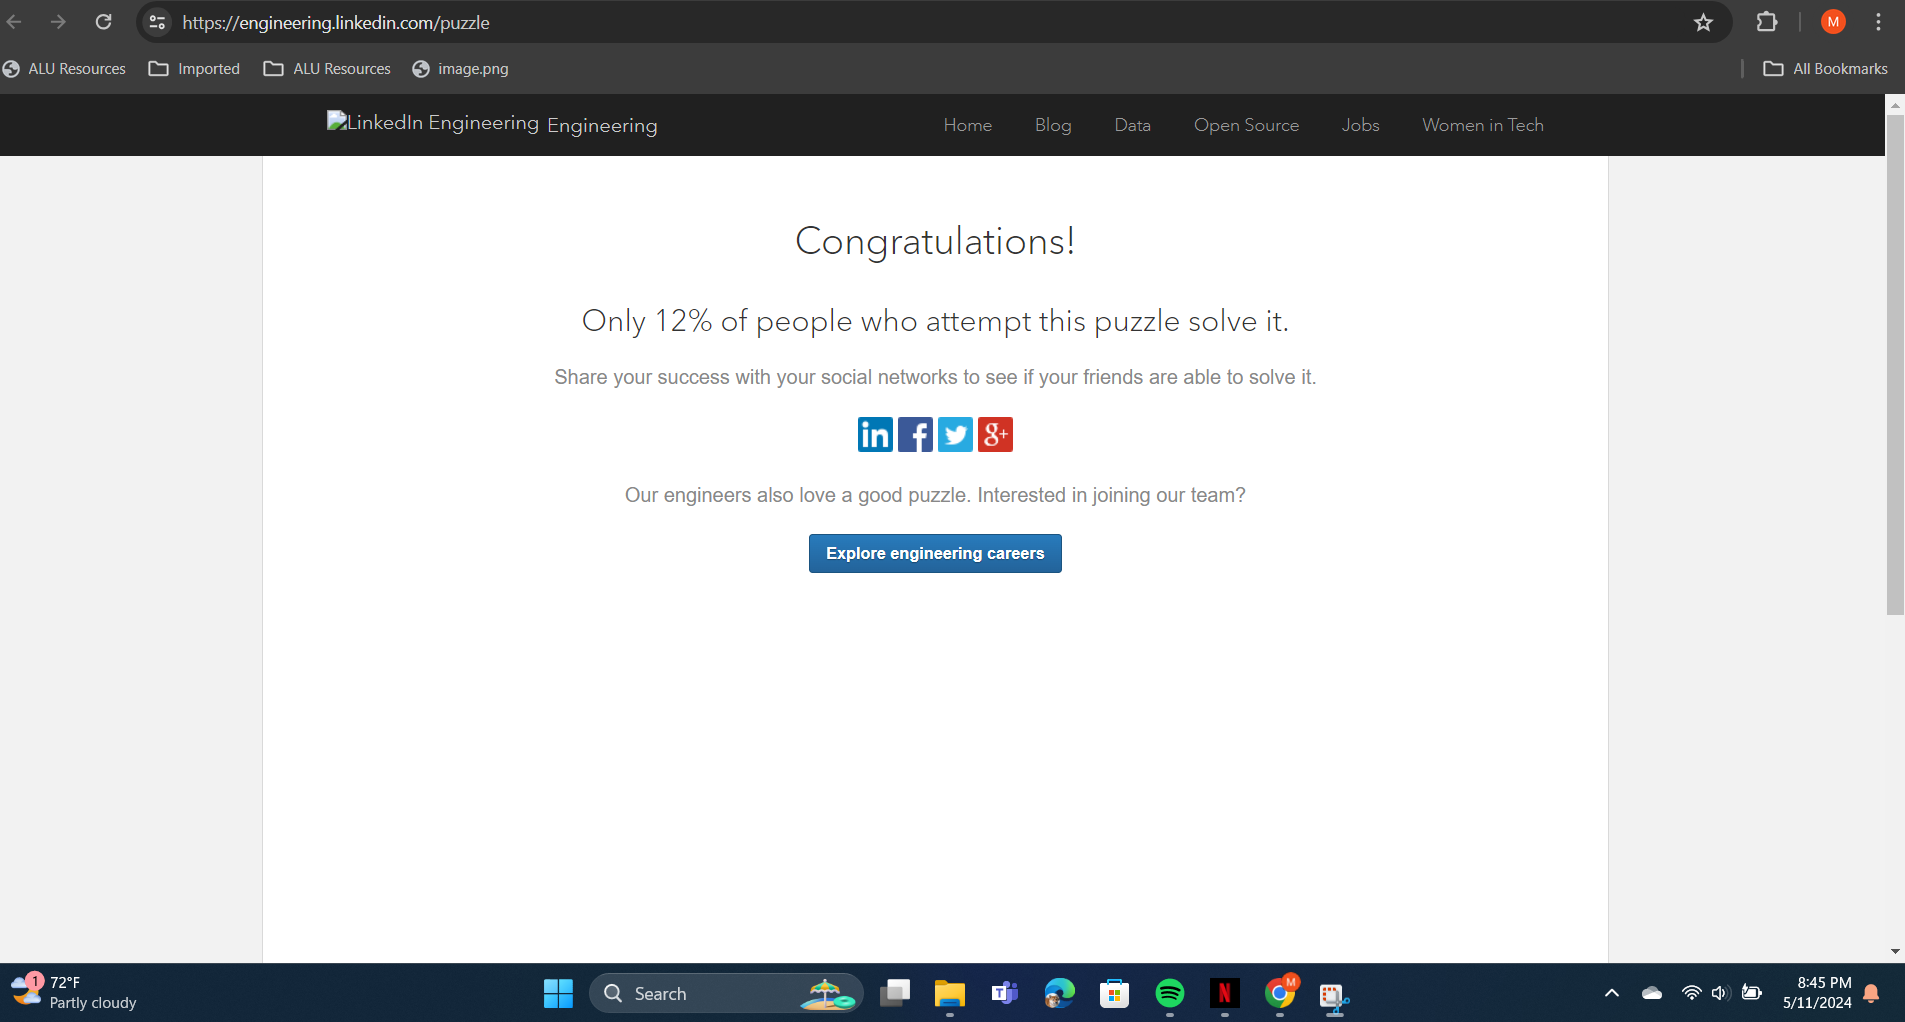 https://engineering.linkedin.com/puzzle
M
ALU Resources
Imported
ALU Resources
image.png
All Bookmarks
LinkedIn Engineering Engineering
Home
Blog
Data
Open Source
Jobs
Women in Tech
Congratulations!
Only 12% of people who attempt this puzzle solve it.
Share your success with your social networks to see if your friends are able to solve it.
in f g+
Our engineers also love a good puzzle. Interested in joining our team?
Explore engineering careers
1
72°F
Partly cloudy
Search
T
N
M
8:45 PM
5/11/2024